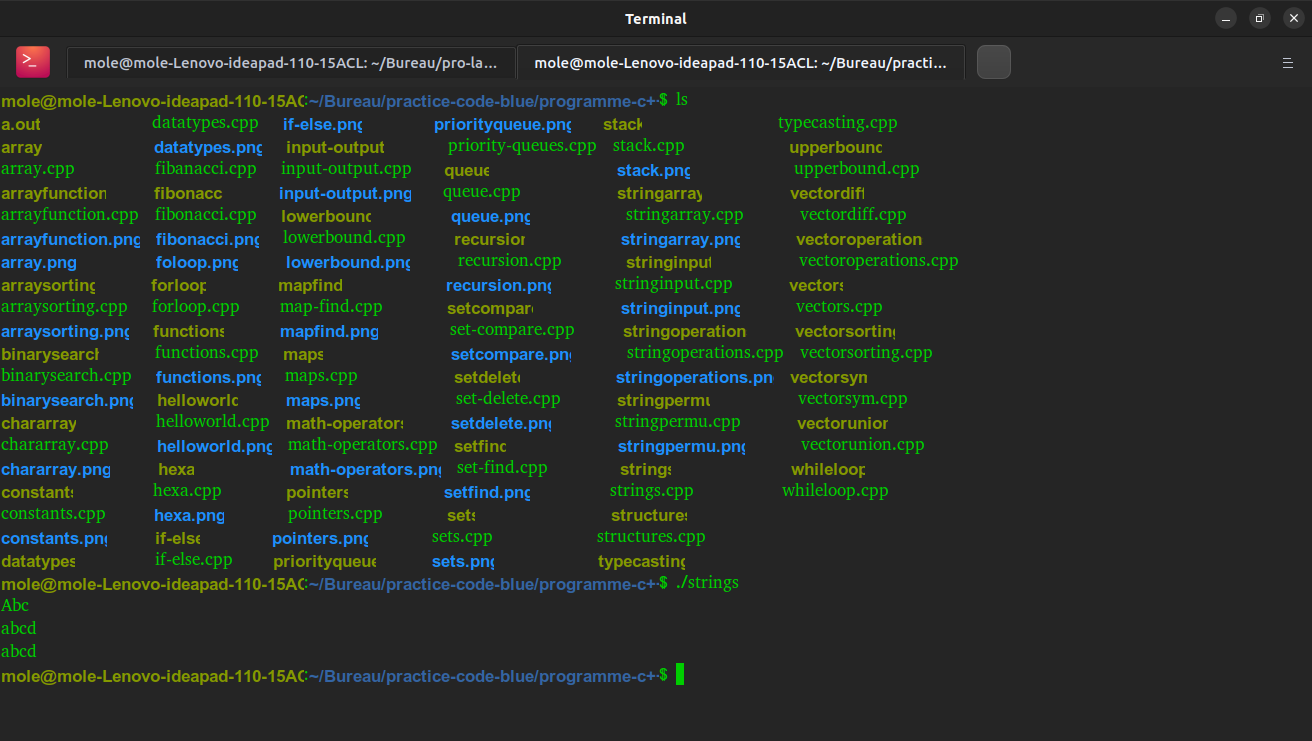 Terminal
>_ mole@mole-Lenovo-ideapad-110-15ACL: ~/Bureau/pro-la... mole@mole-Lenovo-ideapad-110-15ACL: ~/Bureau/practi...
mole@mole-Lenovo-ideapad-110-15AC:~/Bureau/practice-code-blue/programme-c+$ ls
a.out datatypes.cpp if-else.png priorityqueue.png stack typecasting.cpp
array datatypes.png input-output priority-queues.cpp stack.cpp upperbound
array.cpp fibanacci.cpp input-output.cpp queue stack.png upperbound.cpp
arrayfunction fibonacc input-output.png queue.cpp stringarray vectordiff
arrayfunction.cpp fibonacci.cpp lowerbound queue.png stringarray.cpp vectordiff.cpp
arrayfunction.png fibonacci.png lowerbound.cpp recursion stringarray.png vectoroperation
array.png foloop.png lowerbound.png recursion.cpp stringinput vectoroperations.cpp
arraysorting forloop mapfind recursion.png stringinput.cpp vectors
arraysorting.cpp forloop.cpp map-find.cpp setcompare stringinput.png vectors.cpp
arraysorting.png functions mapfind.png set-compare.cpp stringoperation vectorsorting
binarysearch functions.cpp maps setcompare.png stringoperations.cpp vectorsorting.cpp
binarysearch.cpp functions.png maps.cpp setdelete stringoperations.pn vectorsym
binarysearch.png helloworld maps.png set-delete.cpp stringpermu vectorsym.cpp
chararray helloworld.cpp math-operators setdelete.png stringpermu.cpp vectorunion
chararray.cpp helloworld.png math-operators.cpp setfind stringpermu.png vectorunion.cpp
chararray.png hexa math-operators.png set-find.cpp strings whileloop
constants hexa.cpp pointers setfind.png strings.cpp whileloop.cpp
constants.cpp hexa.png pointers.cpp sets structures
constants.png if-else pointers.png sets.cpp structures.cpp
datatypes if-else.cpp priorityqueue sets.png typecasting
mole@mole-Lenovo-ideapad-110-15AC:~/Bureau/practice-code-blue/programme-c+$ ./strings
Abc
abcd
abcd
mole@mole-Lenovo-ideapad-110-15AC:~/Bureau/practice-code-blue/programme-c+$